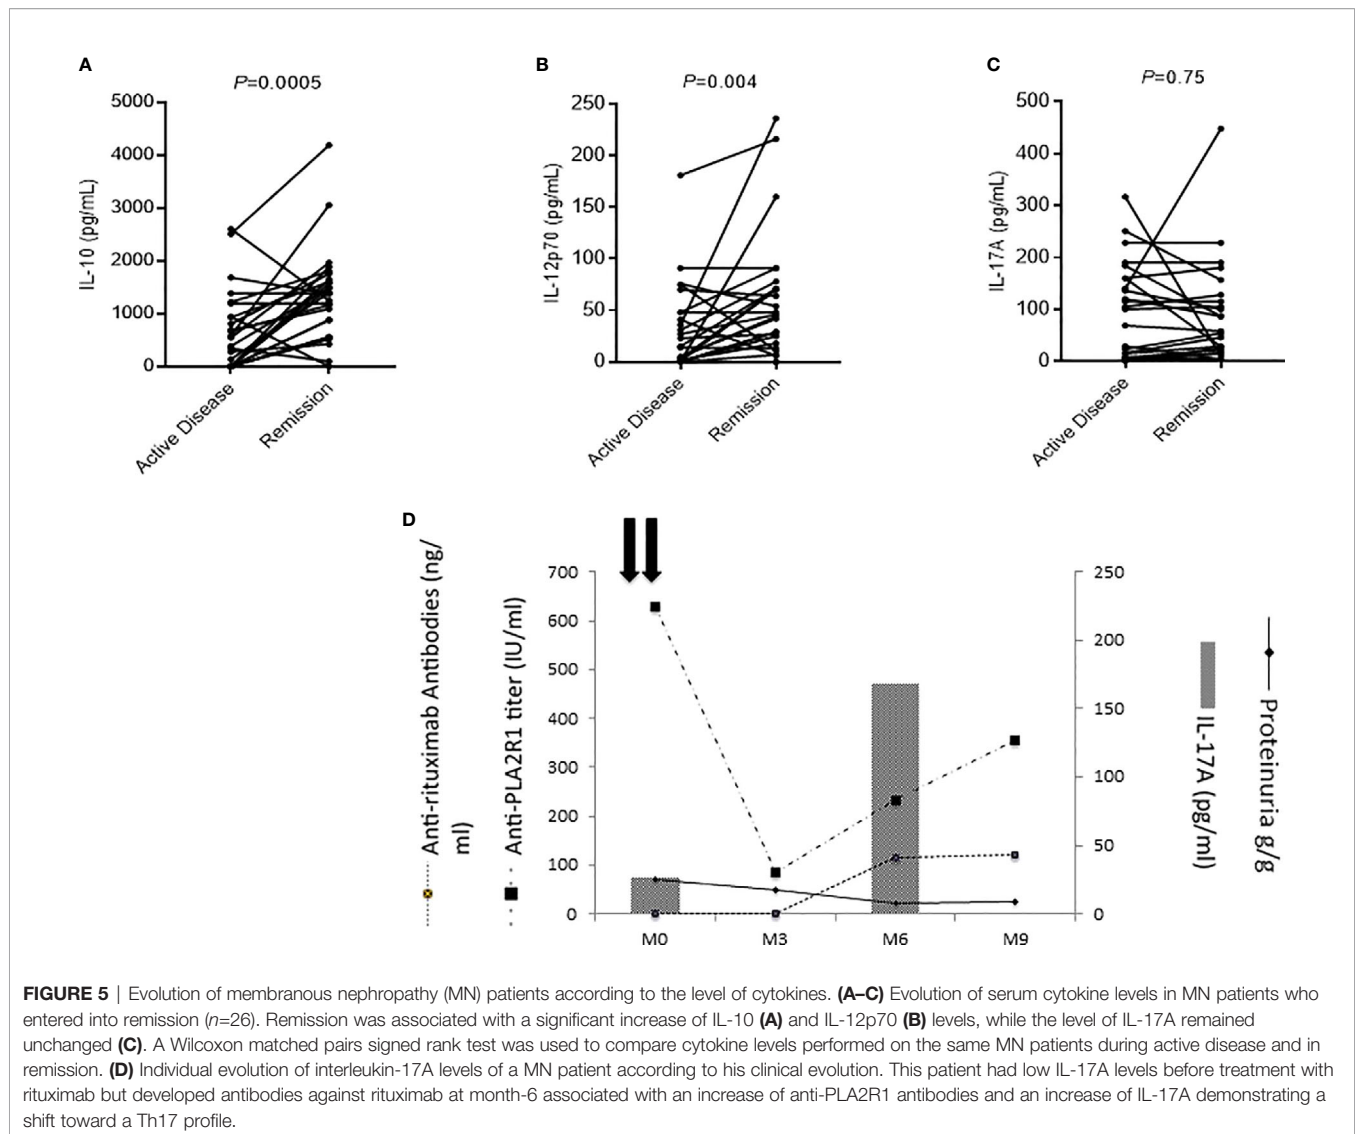 A
P=0.0005
IL-10 (pg/mL)
5000
4000
3000
2000
1000
0
Active Disease
Remission
B
P=0.004
IL-12p70 (pg/mL)
250
200
150
100
50
0
Active Disease
Remission
C
P=0.75
IL-17A (pg/mL)
500
400
300
200
100
0
Active Disease
Remission
D
Anti-rituximab Antibodies (ng/
ml)
Anti-PLA2R1 titer (IU/ml)
700
600
500
400
300
200
100
0
M0
M3
M6
M9
250
200
150
100
50
0
IL-17A (pg/ml)
Proteinuria g/g
FIGURE 5 | Evolution of membranous nephropathy (MN) patients according to the level of cytokines. (A–C) Evolution of serum cytokine levels in MN patients who
entered into remission (n=26). Remission was associated with a significant increase of IL-10 (A) and IL-12p70 (B) levels, while the level of IL-17A remained
unchanged (C). A Wilcoxon matched pairs signed rank test was used to compare cytokine levels performed on the same MN patients during active disease and in
remission. (D) Individual evolution of interleukin-17A levels of a MN patient according to his clinical evolution. This patient had low IL-17A levels before treatment with
rituximab but developed antibodies against rituximab at month-6 associated with an increase of anti-PLA2R1 antibodies and an increase of IL-17A demonstrating a
shift toward a Th17 profile.